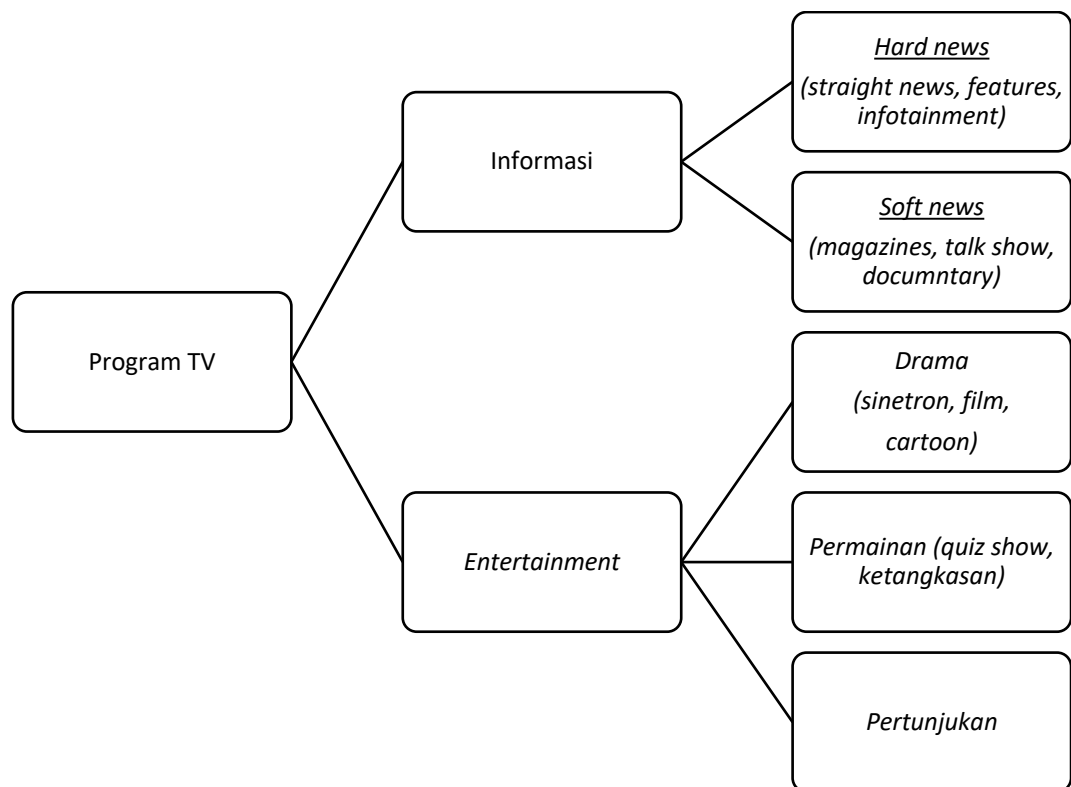 Program TV
Informasi
Hard news
(straight news, features,
infotainment)
Soft news
(magazines, talk show,
documntary)
Entertainment
Drama
(sinetron, film,
cartoon)
Permainan (quiz show,
ketangkasan)
Pertunjukan